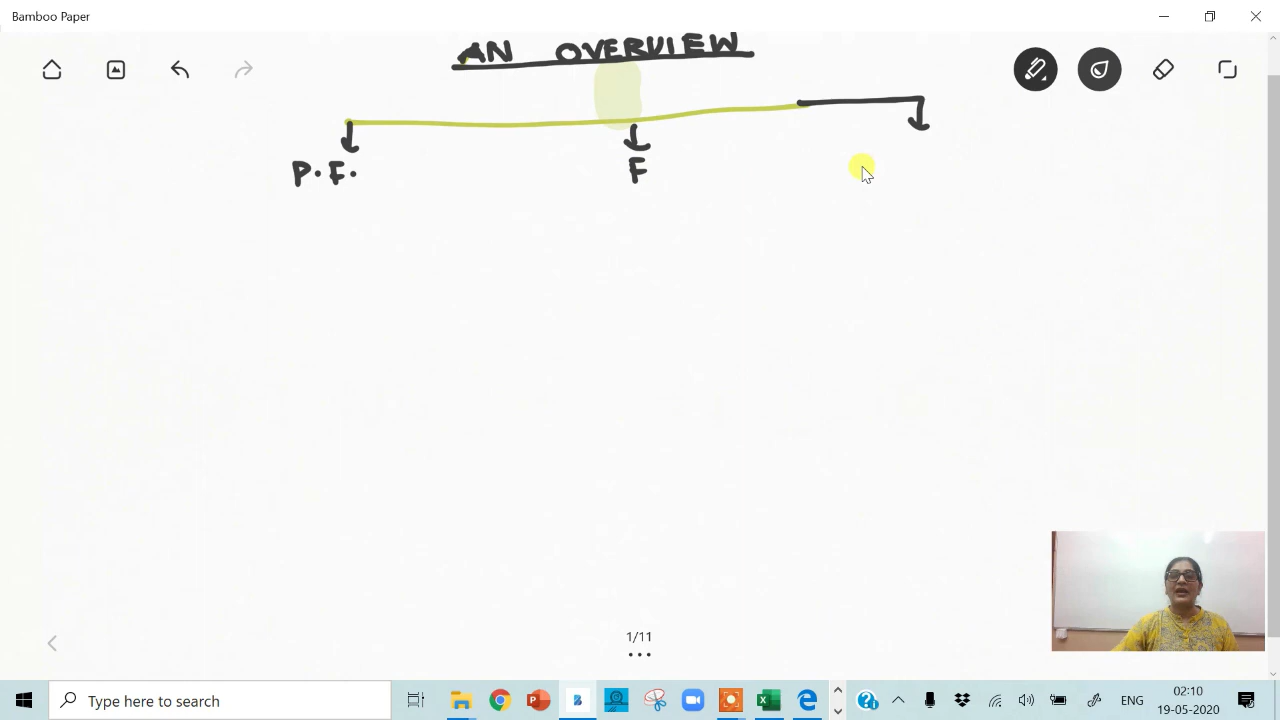 Bamboo Paper
AN OVERVIEW
P.F.
F
1/11
Type here to search
ENG
02:10
19-05-2020